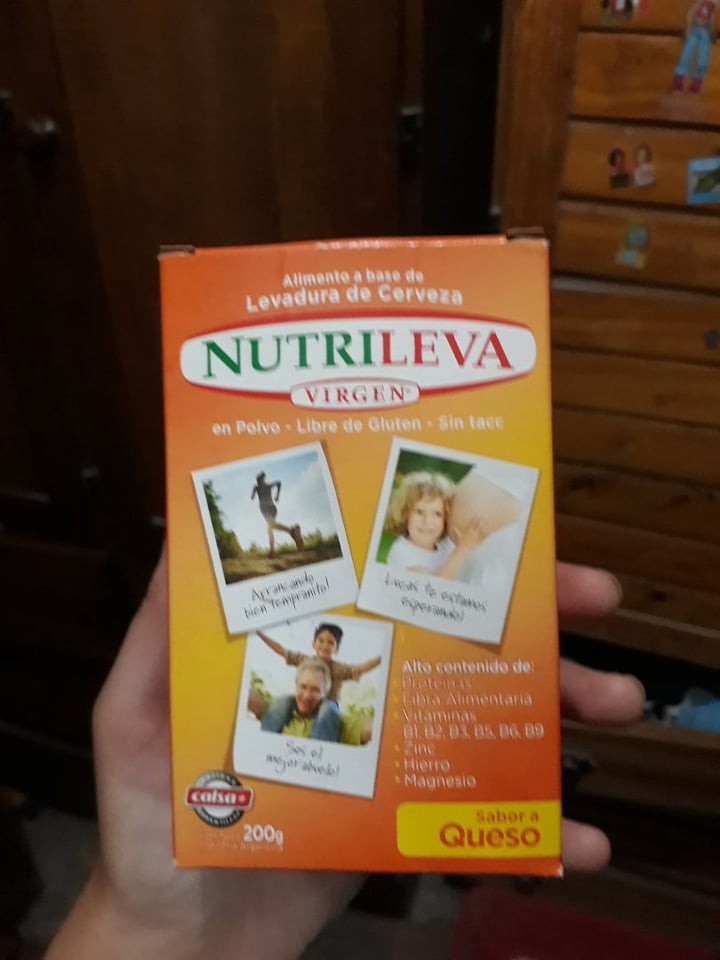 Alimento a base de
Levadura de Cerveza
NUTRILEVA
VIRGEN
en Polvo - Libre de Gluten - Sin tacc
Arrancando
bien tempranito!
Lucas, te estamos
esperando!
Sos el
mejor abuelo!
Alto contenido de:
• Proteínas
• Fibra Alimentaria
• Vitaminas
B1, B2, B3, B5, B6, B9
• Zinc
• Hierro
• Magnesio
calsa
200g
Industria Argentina
Sabor a
Queso